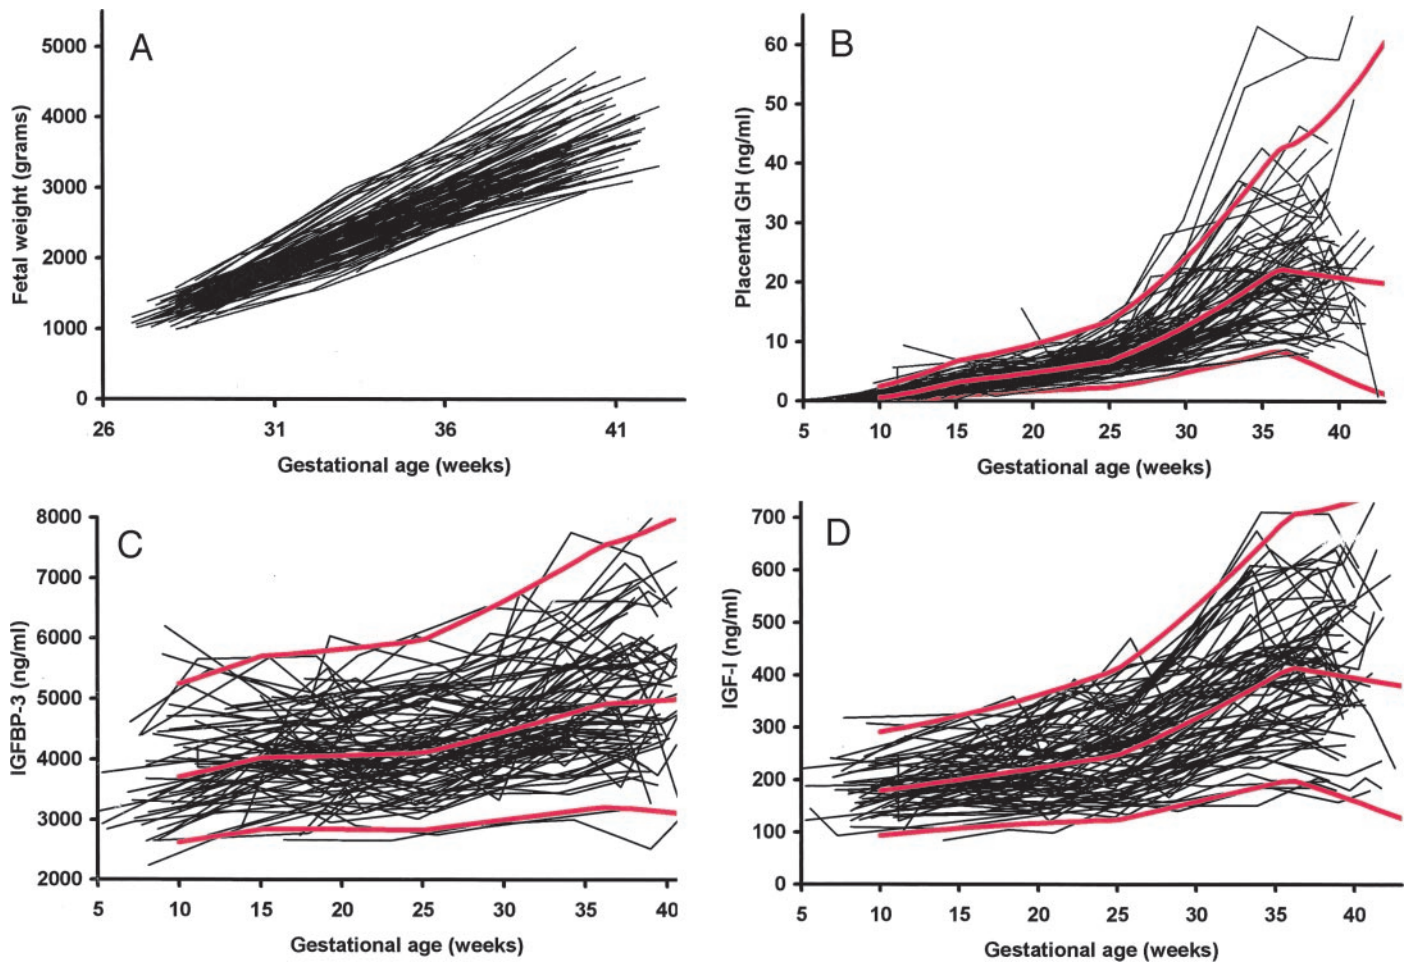 A
Fetal weight (grams)
5000
4000
3000
2000
1000
0
26 31 36 41
Gestational age (weeks)
B
Placental GH (ng/ml)
60
50
40
30
20
10
0
5 10 15 20 25 30 35 40
Gestational age (weeks)
C
IGFBP-3 (ng/ml)
8000
7000
6000
5000
4000
3000
2000
5 10 15 20 25 30 35 40
Gestational age (weeks)
D
IGF-I (ng/ml)
700
600
500
400
300
200
100
0
5 10 15 20 25 30 35 40
Gestational age (weeks)